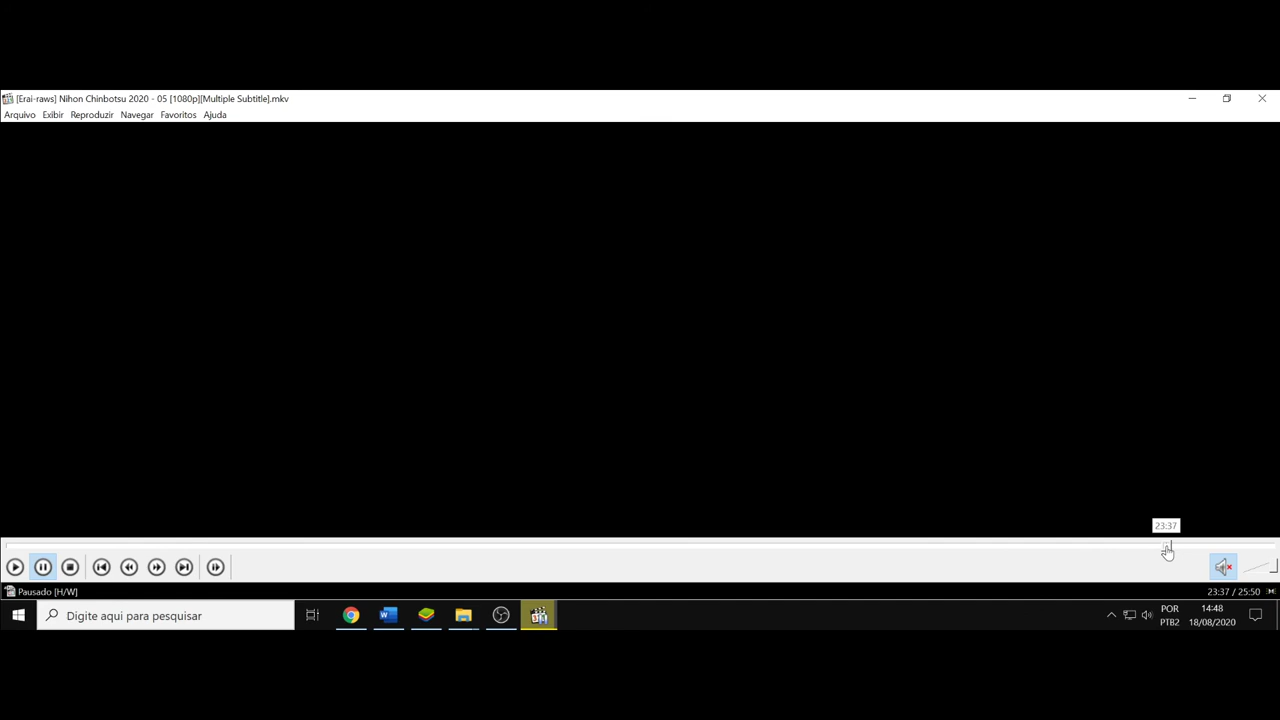 [Erai-raws] Nihon Chinbotsu 2020 - 05 [1080p][Multiple Subtitle].mkv
Arquivo Exibir Reproduzir Navegar Favoritos Ajuda
23:37
Pausado [H/W]
23:37 / 25:50
Digite aqui para pesquisar
POR
PTB2
14:48
18/08/2020